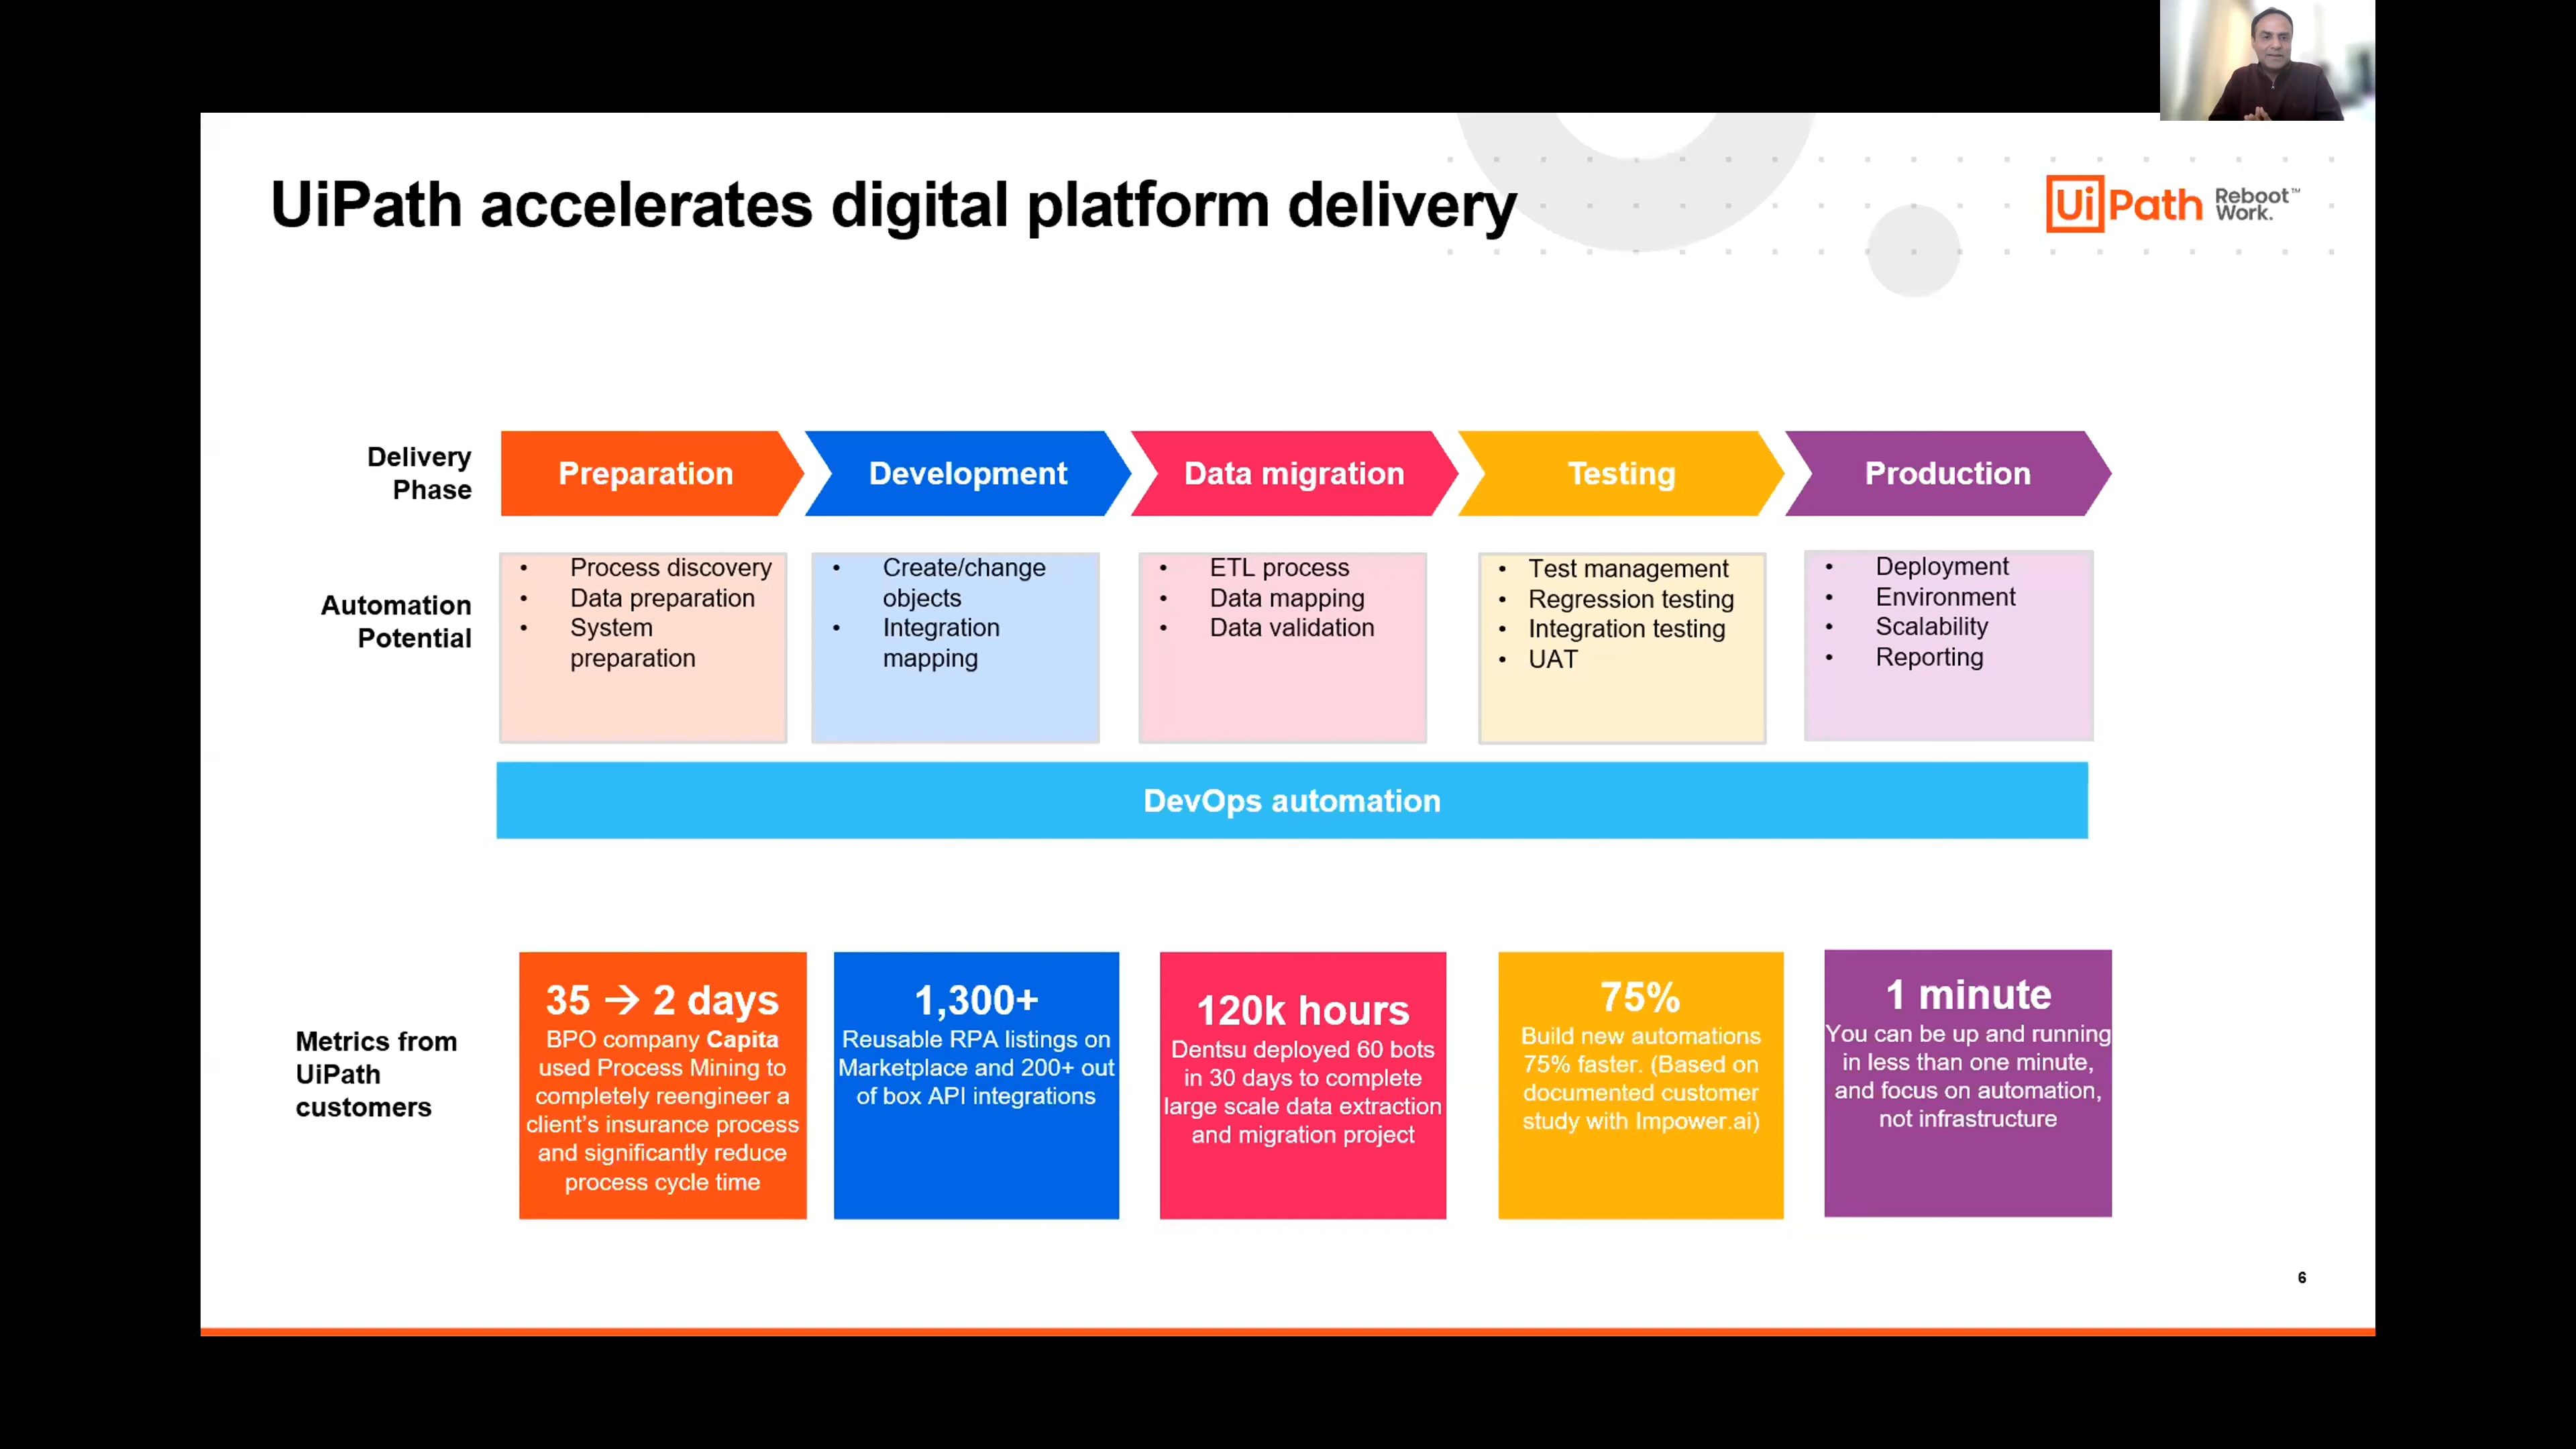 UiPath accelerates digital platform delivery
UiPath Reboot™
Work.
Delivery
Phase
Preparation
Development
Data migration
Testing
Production
Automation
Potential
• Process discovery
• Data preparation
• System
preparation
• Create/change
objects
• Integration
mapping
• ETL process
• Data mapping
• Data validation
• Test management
• Regression testing
• Integration testing
• UAT
• Deployment
• Environment
• Scalability
• Reporting
DevOps automation
Metrics from
UiPath
customers
35 → 2 days
BPO company Capita
used Process Mining to
completely reengineer a
client's insurance process
and significantly reduce
process cycle time
1,300+
Reusable RPA listings on
Marketplace and 200+ out
of box API integrations
120k hours
Dentsu deployed 60 bots
in 30 days to complete
large scale data extraction
and migration project
75%
Build new automations
75% faster. (Based on
documented customer
study with Impower.ai)
1 minute
You can be up and running
in less than one minute,
and focus on automation,
not infrastructure
6